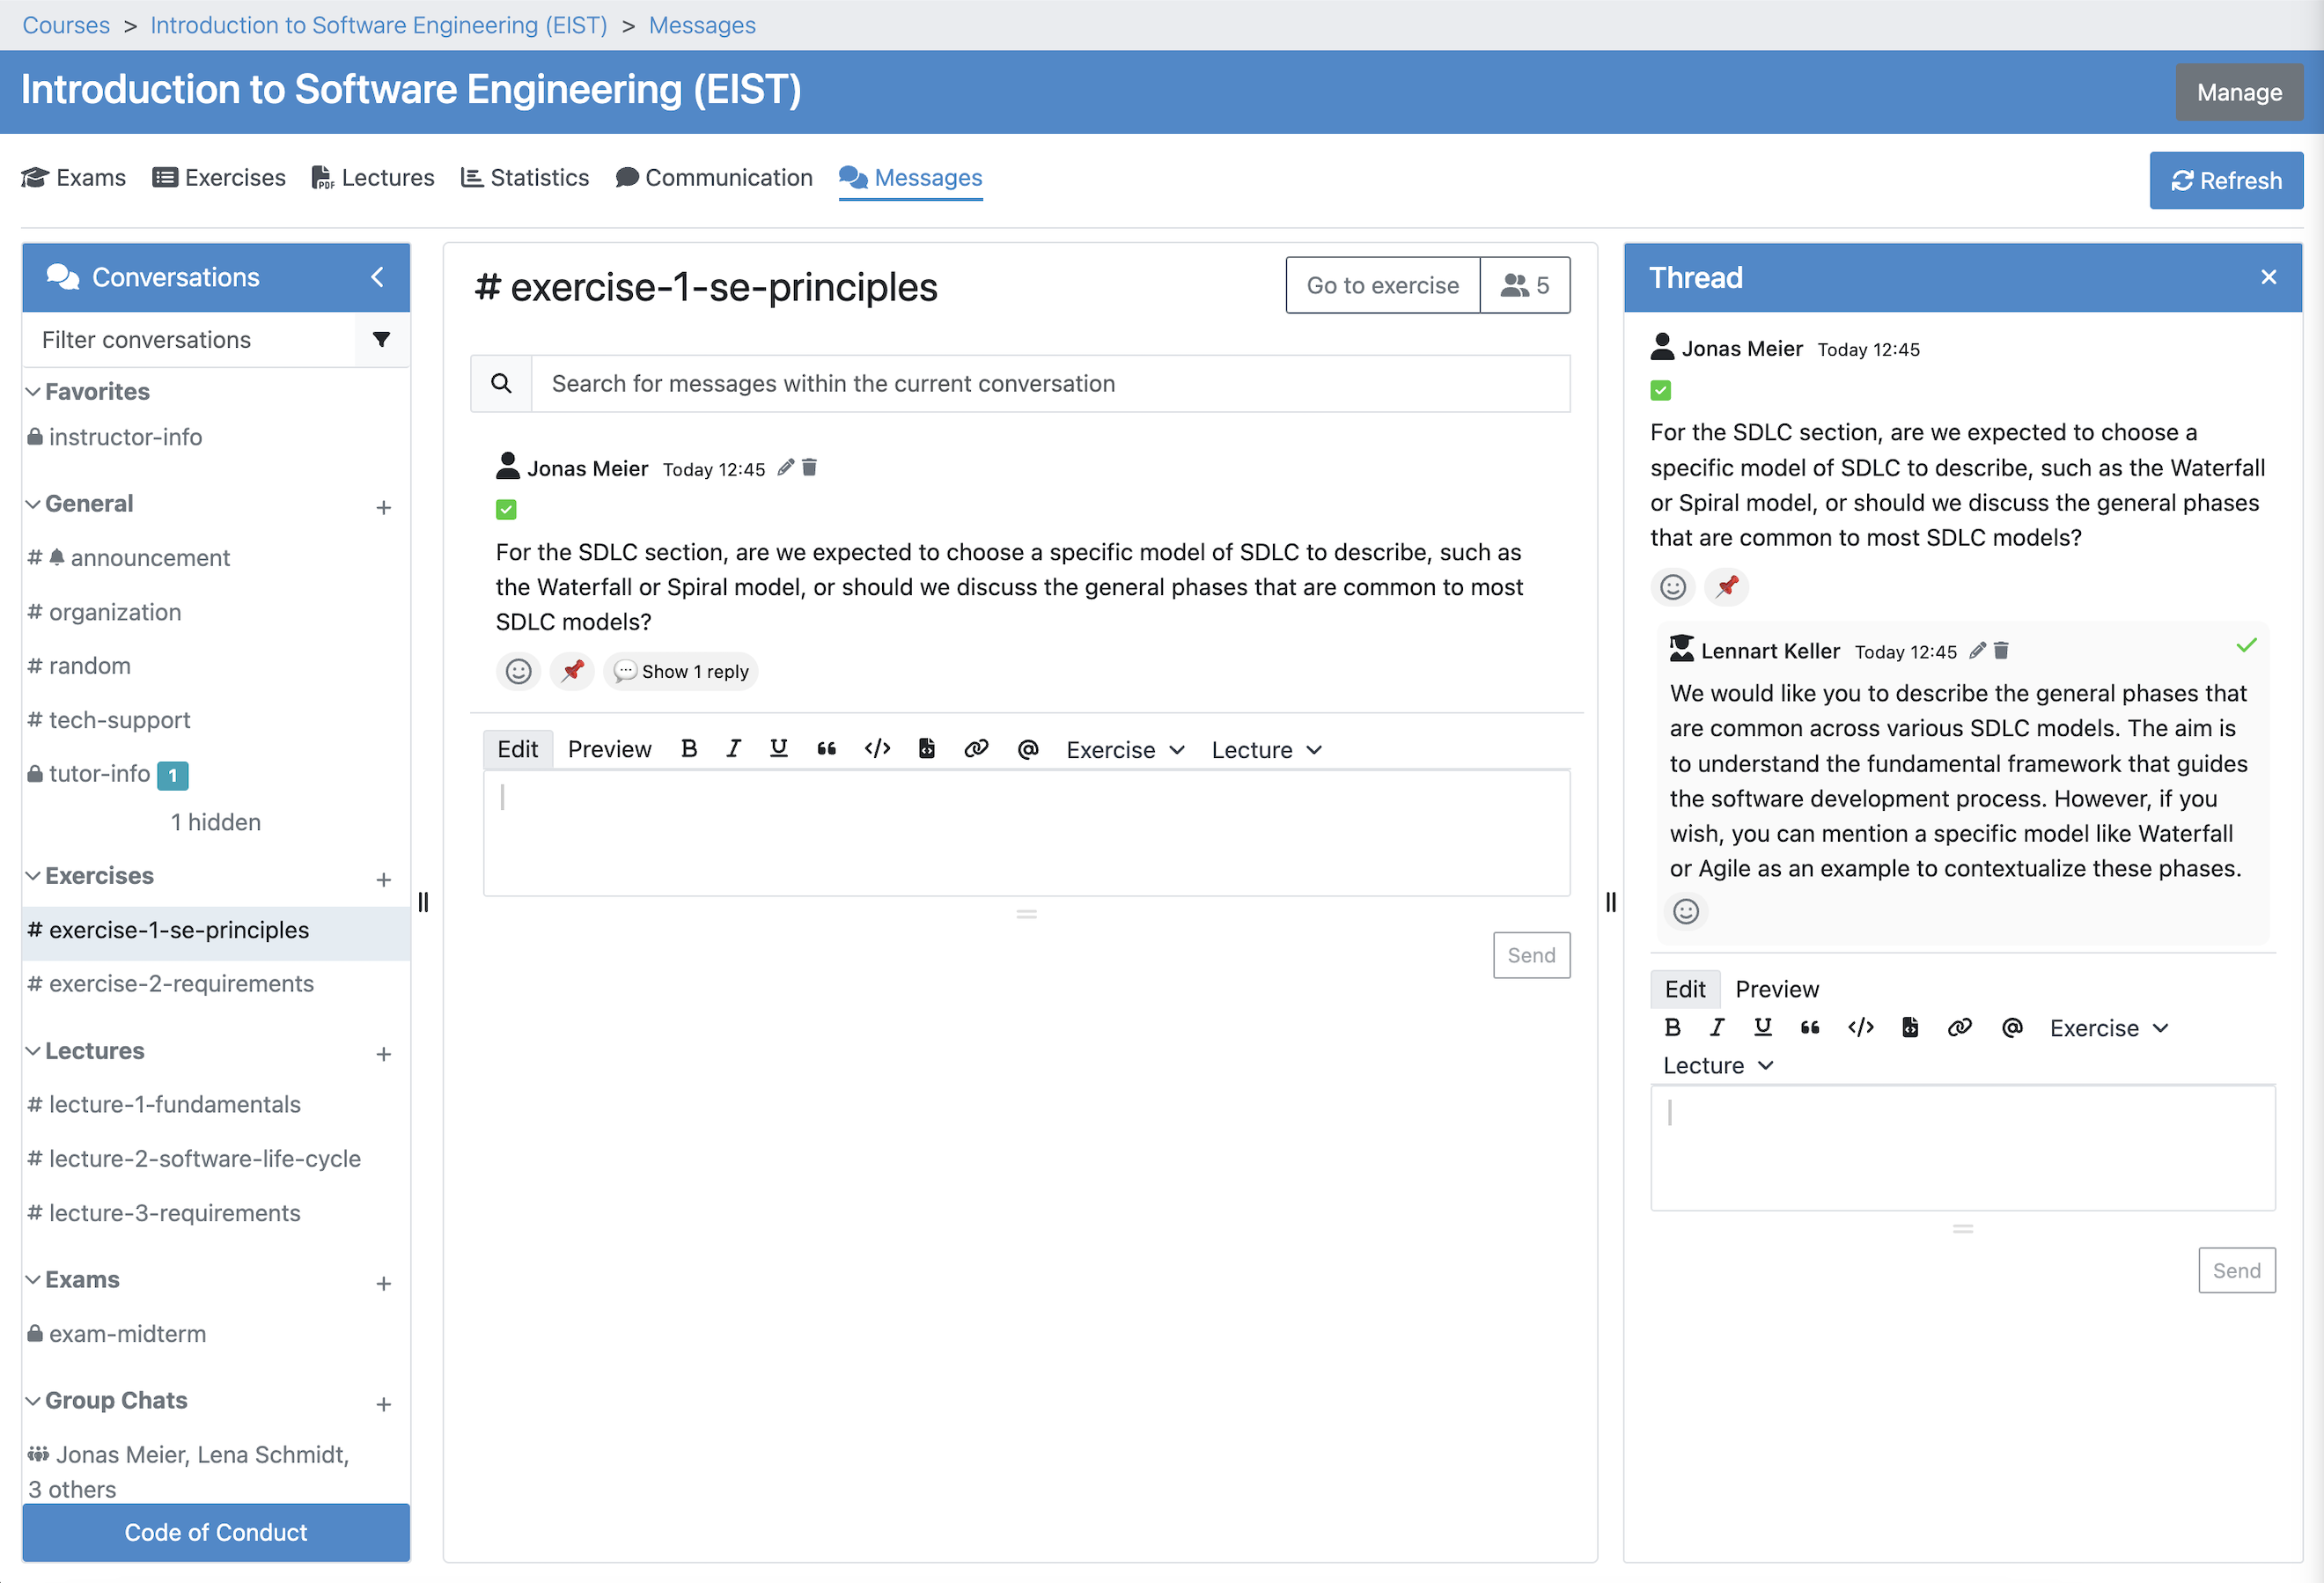 Courses > Introduction to Software Engineering (EIST) > Messages
Introduction to Software Engineering (EIST)
Manage
Exams Exercises Lectures Statistics Communication Messages
Refresh
Conversations
Filter conversations
Favorites
instructor-info
General +
# announcement
# organization
# random
# tech-support
tutor-info 1
1 hidden
Exercises +
# exercise-1-se-principles
# exercise-2-requirements
Lectures +
# lecture-1-fundamentals
# lecture-2-software-life-cycle
# lecture-3-requirements
Exams +
exam-midterm
Group Chats +
Jonas Meier, Lena Schmidt,
3 others
Code of Conduct
# exercise-1-se-principles
Go to exercise 5
Search for messages within the current conversation
Jonas Meier Today 12:45
For the SDLC section, are we expected to choose a specific model of SDLC to describe, such as
the Waterfall or Spiral model, or should we discuss the general phases that are common to most
SDLC models?
Show 1 reply
Edit Preview B I U “ </> @ Exercise Lecture
Send
Thread
Jonas Meier Today 12:45
For the SDLC section, are we expected to choose a
specific model of SDLC to describe, such as the Waterfall
or Spiral model, or should we discuss the general phases
that are common to most SDLC models?
Lennart Keller Today 12:45
We would like you to describe the general phases that
are common across various SDLC models. The aim is
to understand the fundamental framework that guides
the software development process. However, if you
wish, you can mention a specific model like Waterfall
or Agile as an example to contextualize these phases.
Edit Preview
B I U “ </> @ Exercise
Lecture
Send